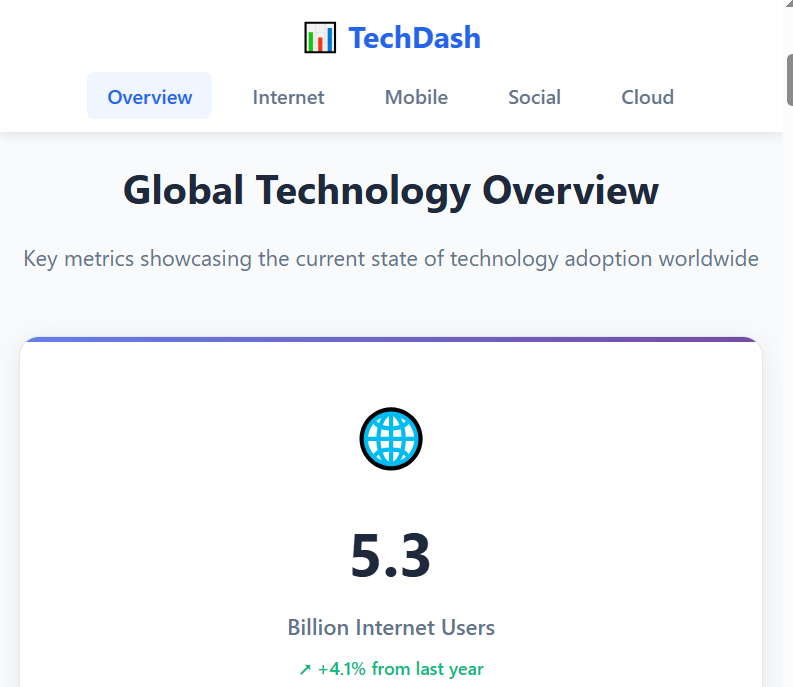 TechDash
Overview Internet Mobile Social Cloud
Global Technology Overview
Key metrics showcasing the current state of technology adoption worldwide
5.3
Billion Internet Users
↗ +4.1% from last year